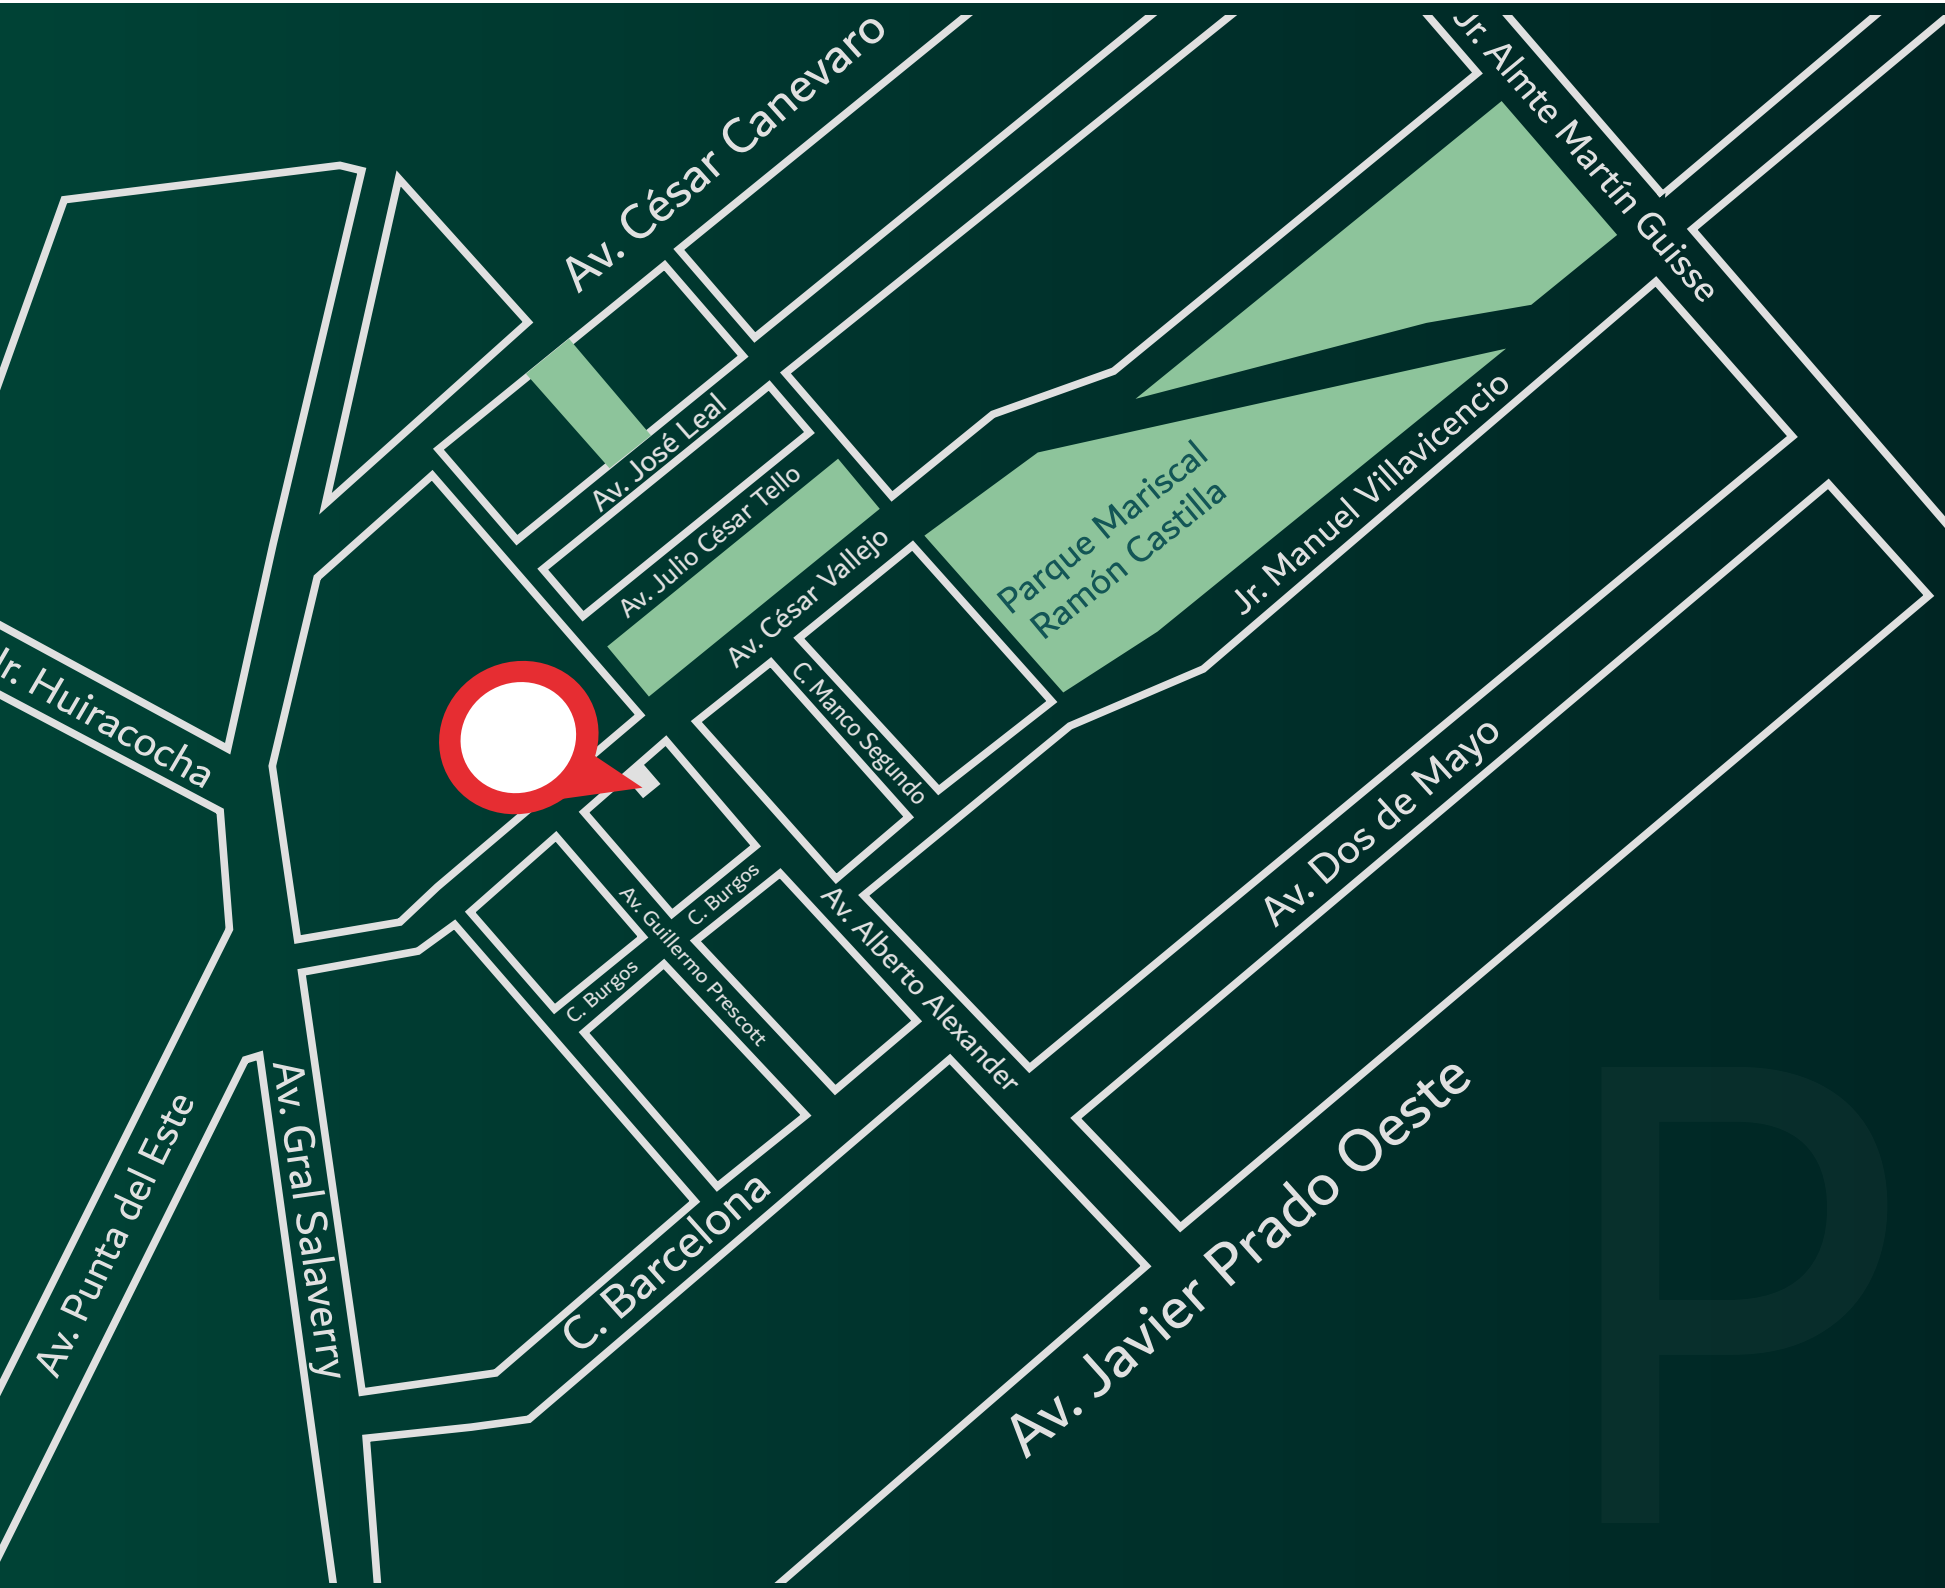 Av. César Canevaro
Jr. Almte Martín Guisse
Av. José Leal
Av. Julio César Tello
Av. César Vallejo
Parque Mariscal
Ramón Castilla
Jr. Manuel Villavicencio
Jr. Huiracocha
C. Manco Segundo
Av. Dos de Mayo
C. Burgos
Av. Guillermo Prescott
Av. Alberto Alexander
C. Burgos
Av. Gral Salaverry
Av. Punta del Este
C. Barcelona
Av. Javier Prado Oeste
P